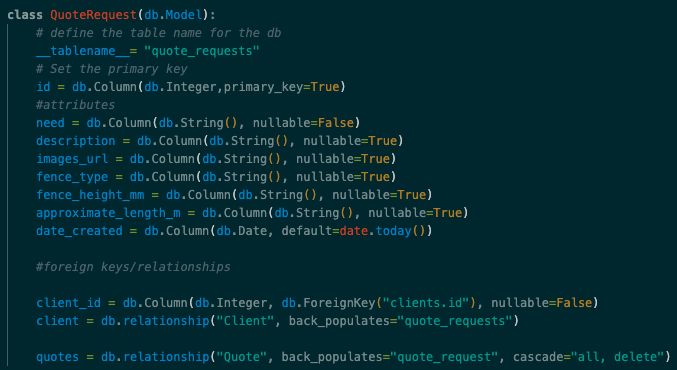 class QuoteRequest(db.Model):
    # define the table name for the db
    __tablename__= "quote_requests"
    # Set the primary key
    id = db.Column(db.Integer,primary_key=True)
    #attributes
    need = db.Column(db.String(), nullable=False)
    description = db.Column(db.String(), nullable=True)
    images_url = db.Column(db.String(), nullable=True)
    fence_type = db.Column(db.String(), nullable=True)
    fence_height_mm = db.Column(db.String(), nullable=True)
    approximate_length_m = db.Column(db.String(), nullable=True)
    date_created = db.Column(db.Date, default=date.today())
    #foreign keys/relationships
    client_id = db.Column(db.Integer, db.ForeignKey("clients.id"), nullable=False)
    client = db.relationship("Client", back_populates="quote_requests")
    quotes = db.relationship("Quote", back_populates="quote_request", cascade="all, delete")